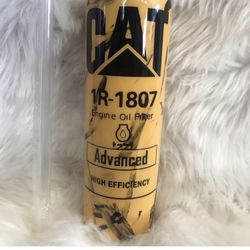 CAT
1R-1807
Engine Oil Filter
Advanced
HIGH EFFICIENCY